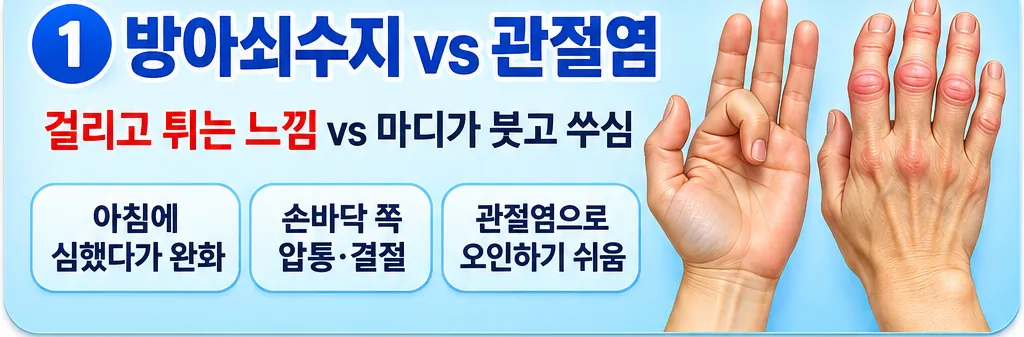 1 방아쇠수지 vs 관절염
걸리고 튀는 느낌 vs 마디가 붓고 쑤심
아침에
심했다가 완화
손바닥 쪽
압통·결절
관절염으로
오인하기 쉬움